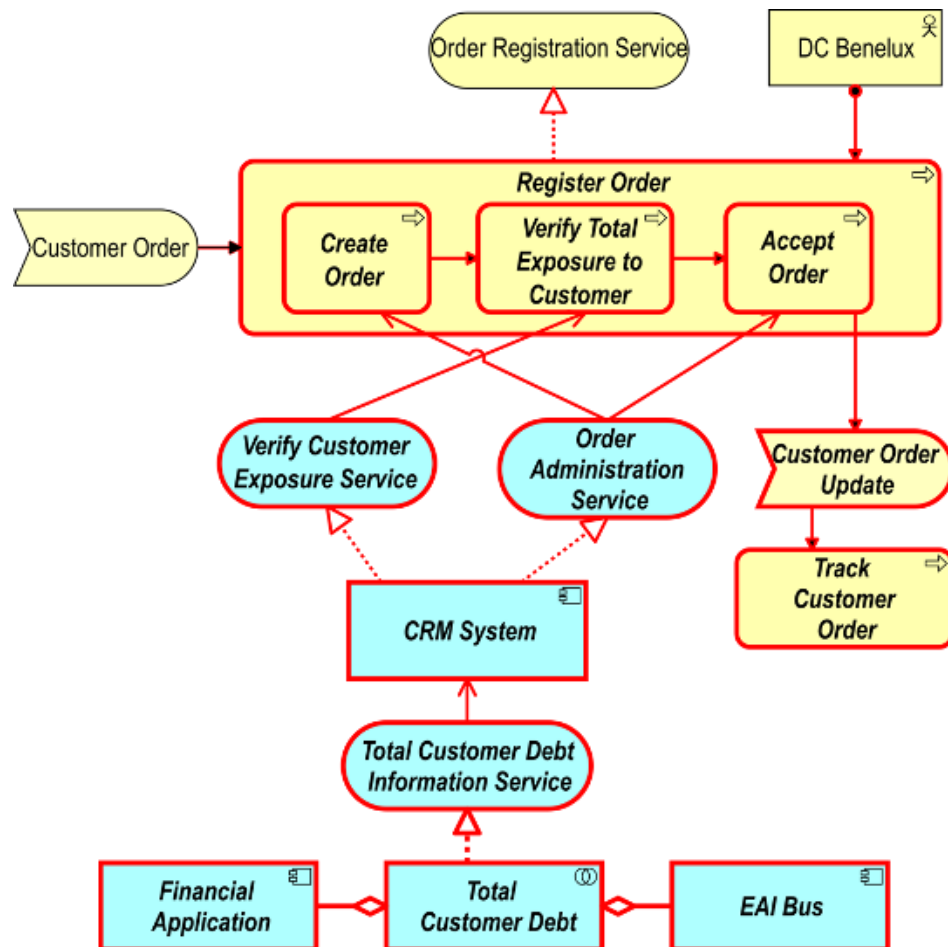 Order Registration Service
DC Benelux
Register Order
Customer Order
Create
Order
Verify Total
Exposure to
Customer
Accept
Order
Verify Customer
Exposure Service
Order
Administration
Service
Customer Order
Update
Track
Customer
Order
CRM System
Total Customer Debt
Information Service
Financial
Application
Total
Customer Debt
EAI Bus